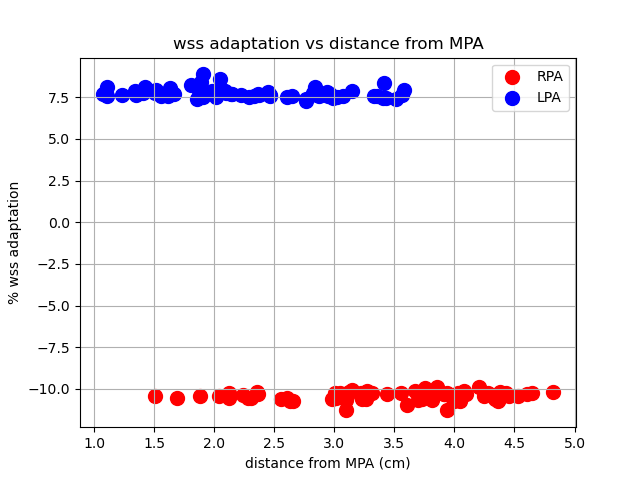 wss adaptation vs distance from MPA
RPA
LPA
% wss adaptation
7.5
5.0
2.5
0.0
−2.5
−5.0
−7.5
−10.0
1.0 1.5 2.0 2.5 3.0 3.5 4.0 4.5 5.0
distance from MPA (cm)